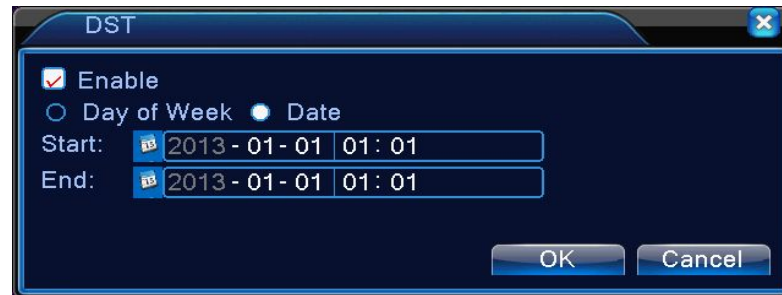 DST
Enable
Day of Week Date
Start: 2013-01-01 01:01
End: 2013-01-01 01:01
OK Cancel